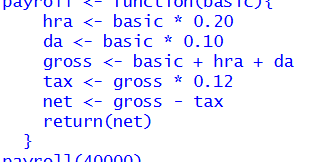 payroll <- function(basic){
    hra <- basic * 0.20
    da <- basic * 0.10
    gross <- basic + hra + da
    tax <- gross * 0.12
    net <- gross - tax
    return(net)
  }
payroll(40000)